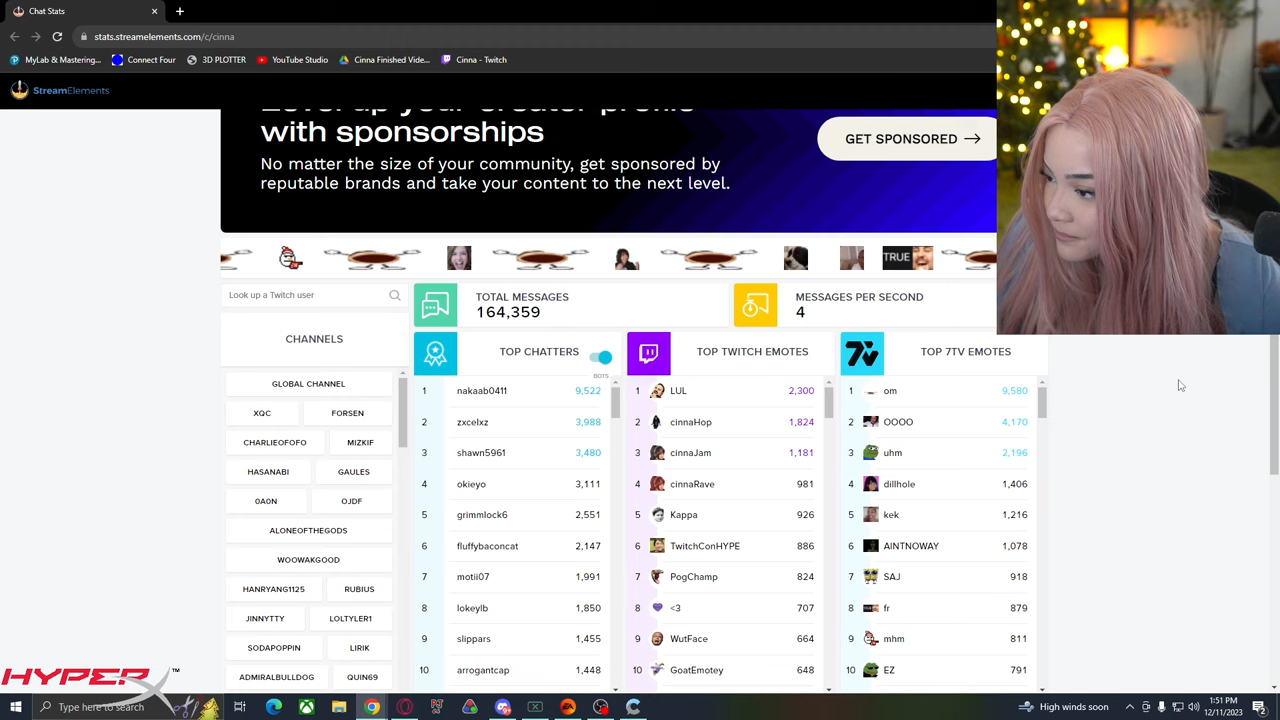 Chat Stats
stats.streamelements.com/c/cinna
MyLab & Mastering...
Connect Four
3D PLOTTER
YouTube Studio
Cinna Finished Vid...
Cinna - Twitch
StreamElements
with sponsorships
No matter the size of your community, get sponsored by
reputable brands and take your content to the next level.
GET SPONSORED
TRUE
Look up a Twitch user
TOTAL MESSAGES
164,359
MESSAGES PER SECOND
4
CHANNELS
GLOBAL CHANNEL
XQC FORSEN
CHARLIEOFOFO MIZKIF
HASANABI GAULES
0A0N OJDF
ALONEOFTHEGODS
WOOWAKGOOD
HANRYANG1125 RUBIUS
JINNYTTY LOLTYLER1
SODAPOPPIN LIRIK
ADMIRALBULLDOG QUIN69
TOP CHATTERS
BOTS
1 nakaab0411 9,522
2 zxcelxz 3,988
3 shawn5961 3,480
4 okieyo 3,111
5 grimmlock6 2,551
6 fluffybaconcat 2,147
7 motii07 1,991
8 lokeylb 1,850
9 slippars 1,455
10 arrogantcap 1,448
TOP TWITCH EMOTES
1 LUL 2,300
2 cinnaHop 1,824
3 cinnaJam 1,181
4 cinnaRave 981
5 Kappa 926
6 TwitchConHYPE 886
7 PogChamp 824
8 <3 707
9 WutFace 664
10 GoatEmotey 648
TOP 7TV EMOTES
1 om 9,580
2 OOOO 4,170
3 uhm 2,196
4 dillhole 1,406
5 kek 1,216
6 AINTNOWAY 1,078
7 SAJ 918
8 fr 879
9 mhm 811
10 EZ 791
HYPERX™
Type here to search
High winds soon
1:51 PM
12/11/2023